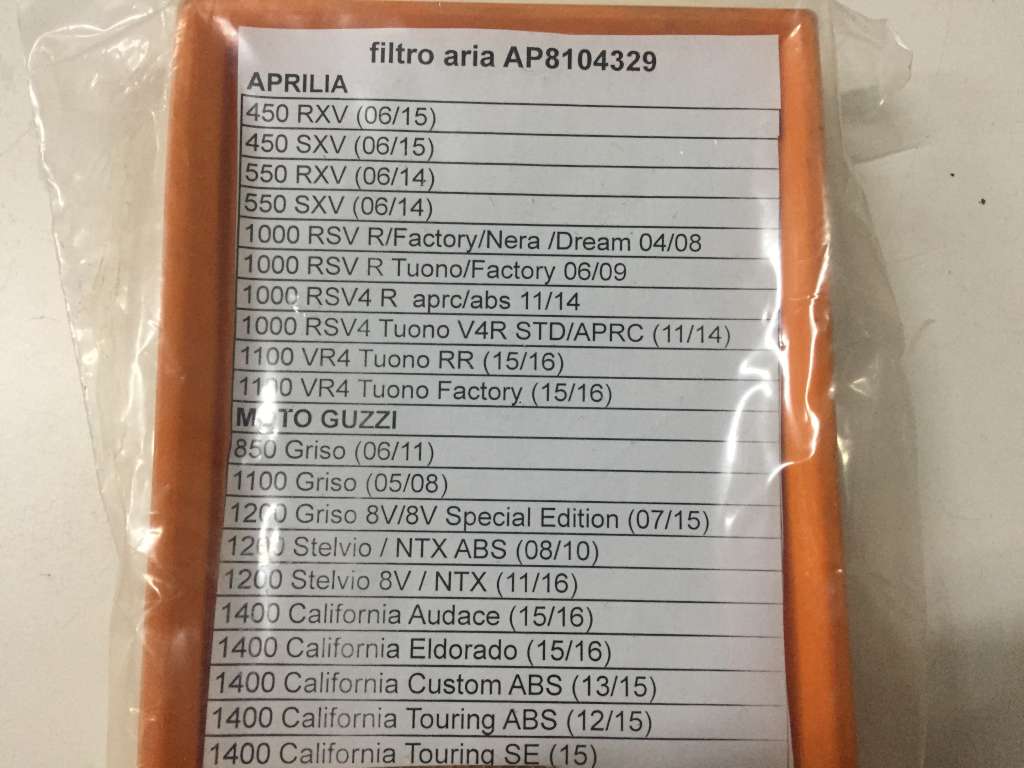 filtro aria AP8104329
APRILIA
450 RXV (06/15)
450 SXV (06/15)
550 RXV (06/14)
550 SXV (06/14)
1000 RSV R/Factory/Nera /Dream 04/08
1000 RSV R Tuono/Factory 06/09
1000 RSV4 R aprc/abs 11/14
1000 RSV4 Tuono V4R STD/APRC (11/14)
1100 VR4 Tuono RR (15/16)
1100 VR4 Tuono Factory (15/16)
MOTO GUZZI
850 Griso (06/11)
1100 Griso (05/08)
1200 Griso 8V/8V Special Edition (07/15)
1200 Stelvio / NTX ABS (08/10)
1200 Stelvio 8V / NTX (11/16)
1400 California Audace (15/16)
1400 California Eldorado (15/16)
1400 California Custom ABS (13/15)
1400 California Touring ABS (12/15)
1400 California Touring SE (15)